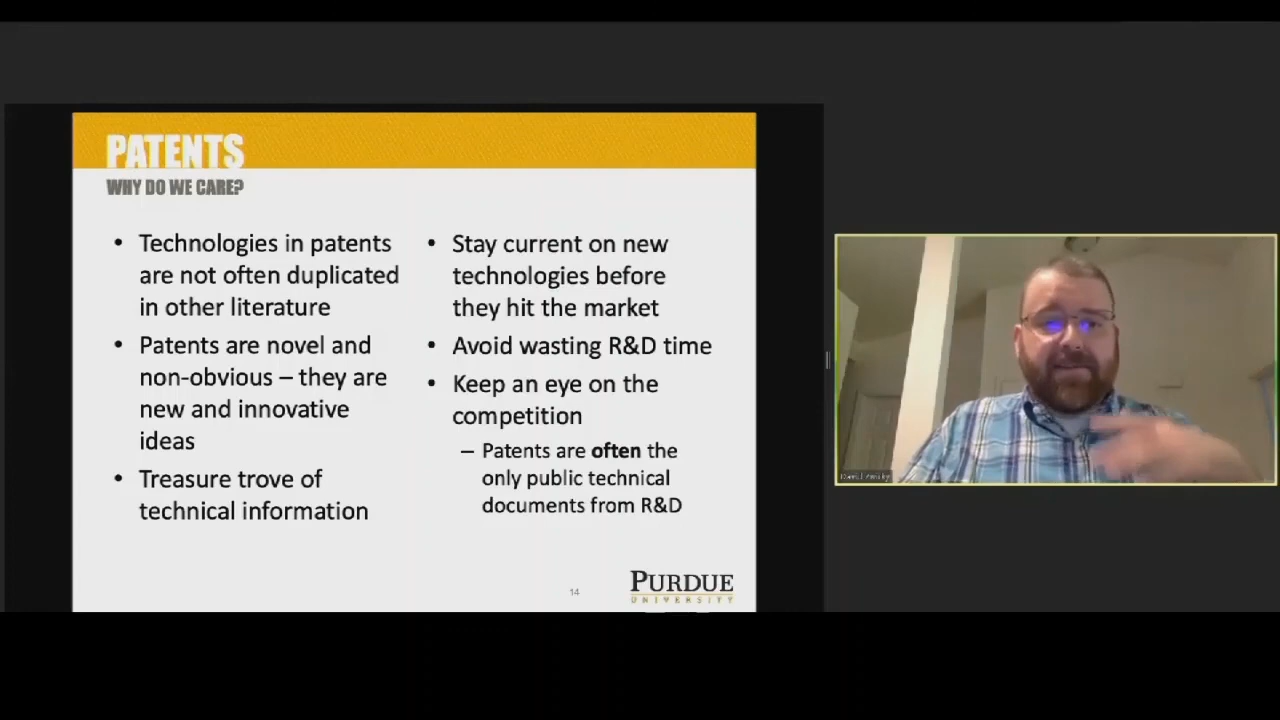 PATENTS
WHY DO WE CARE?
• Technologies in patents
are not often duplicated
in other literature
• Patents are novel and
non-obvious – they are
new and innovative
ideas
• Treasure trove of
technical information
• Stay current on new
technologies before
they hit the market
• Avoid wasting R&D time
• Keep an eye on the
competition
– Patents are often the
only public technical
documents from R&D
14
PURDUE
UNIVERSITY